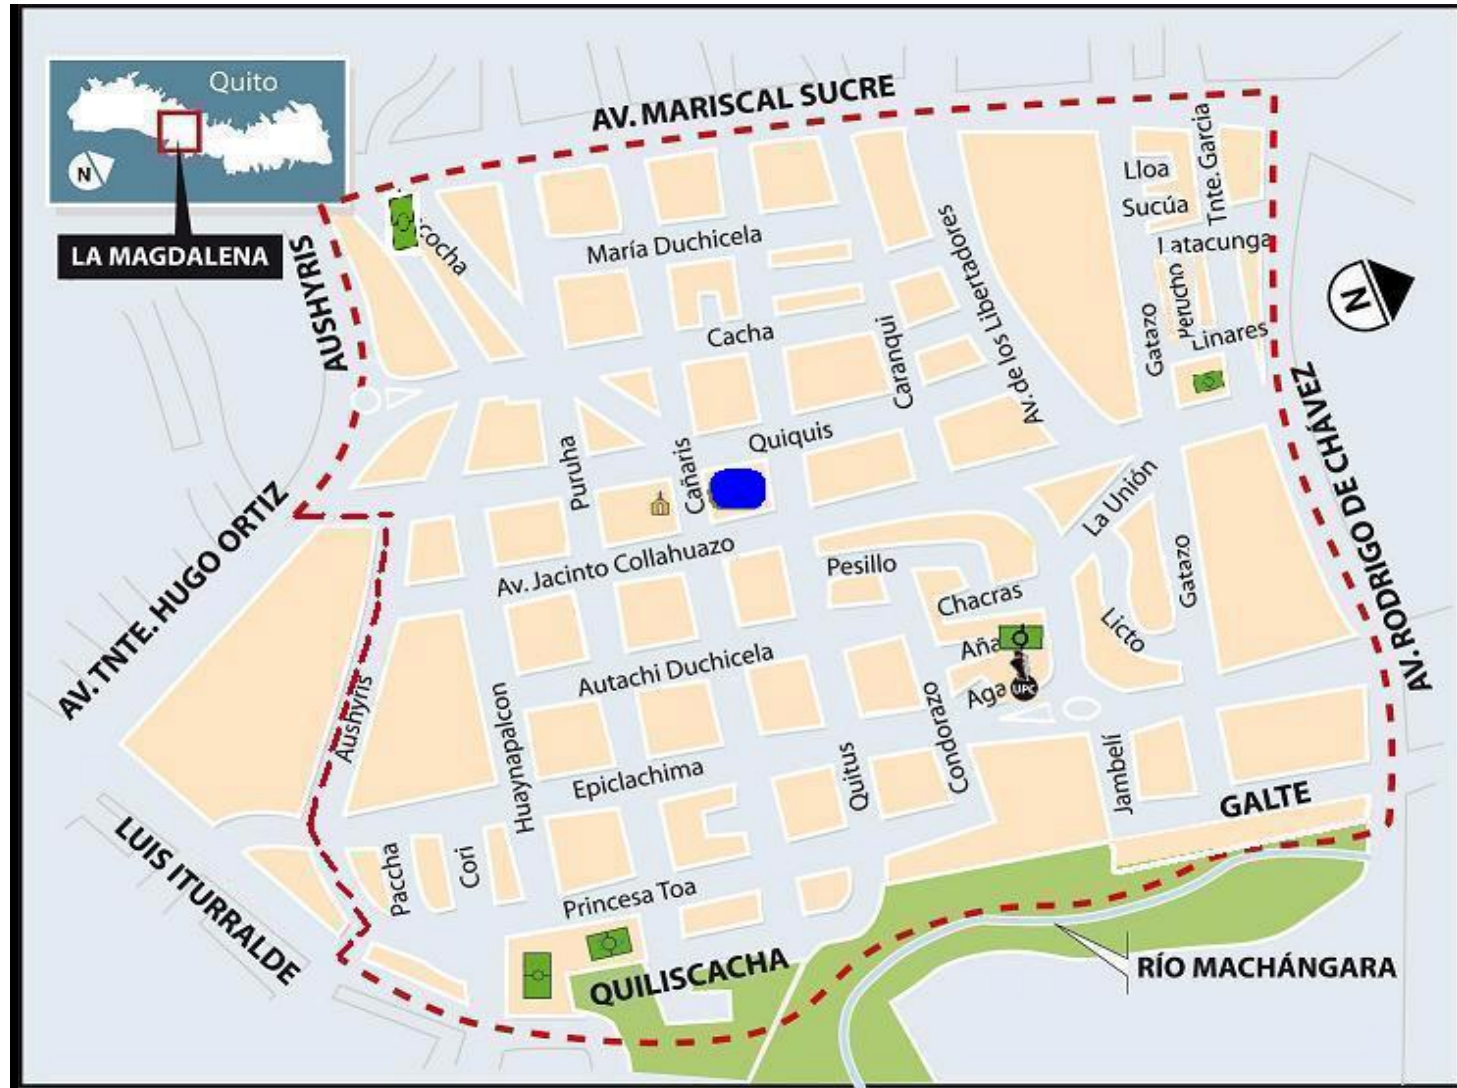 AV. MARISCAL SUCRE
Quito
N
LA MAGDALENA
Lloa
Tnte. Garcia
Sucúa
Latacunga
cocha
María Duchicela
Av. de los Libertadores
AUSHYRIS
N
Perucho
Gatazo
Linares
Cacha
Caranqui
Quiquis
Puruha
Cañaris
AV. RODRIGO DE CHÁVEZ
La Unión
AV. TNTE. HUGO ORTIZ
Av. Jacinto Collahuazo
Pesillo
Gatazo
Chacras
Licto
Aña
Autachi Duchicela
Aga
UPC
Aushyris
Huaynapalcon
Condorazo
Quitus
Jambelí
Epiclachima
GALTE
LUIS ITURRALDE
Paccha
Cori
Princesa Toa
QUILISCACHA
RÍO MACHÁNGARA